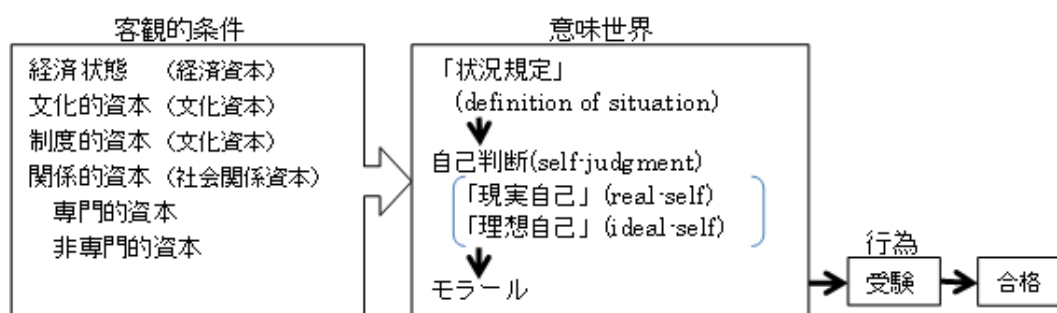 客観的条件
経済状態 (経済資本)
文化的資本 (文化資本)
制度的資本 (文化資本)
関係的資本 (社会関係資本)
専門的資本
非専門的資本
意味世界
「状況規定」
(definition of situation)
自己判断(self-judgment)
「現実自己」(real-self)
「理想自己」(ideal-self)
モラール
行為
受験
合格